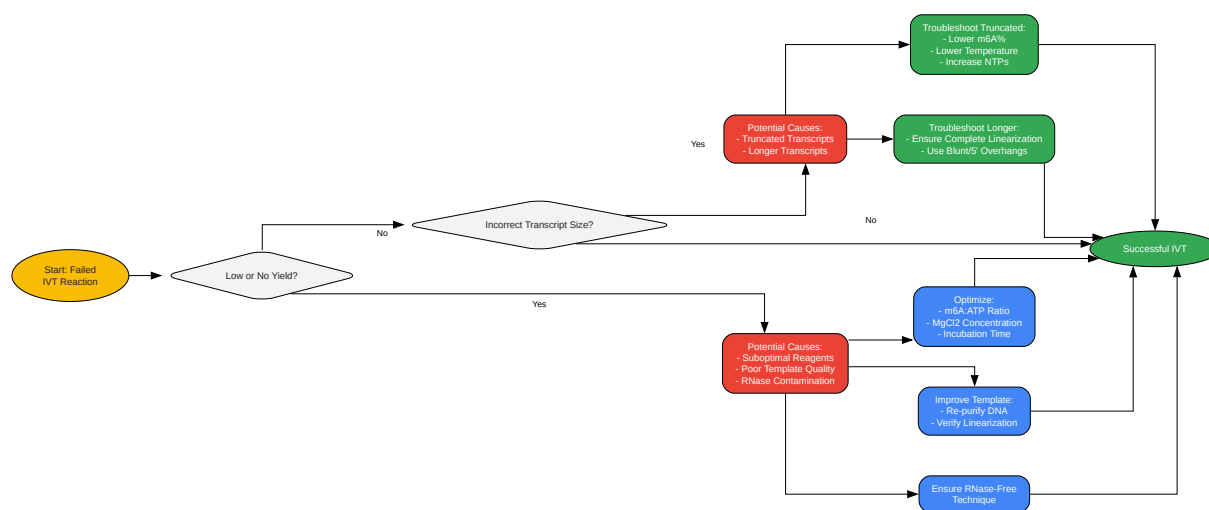 Troubleshoot Truncated:
- Lower m6A%
- Lower Temperature
- Increase NTPs
Potential Causes:
- Truncated Transcripts
- Longer Transcripts
Yes
Troubleshoot Longer:
- Ensure Complete Linearization
- Use Blunt/5' Overhangs
Incorrect Transcript Size?
No
No
Successful IVT
Start: Failed
IVT Reaction
Low or No Yield?
Yes
Optimize:
- m6A:ATP Ratio
- MgCl2 Concentration
- Incubation Time
Potential Causes:
- Suboptimal Reagents
- Poor Template Quality
- RNase Contamination
Improve Template:
- Re-purify DNA
- Verify Linearization
Ensure RNase-Free
Technique